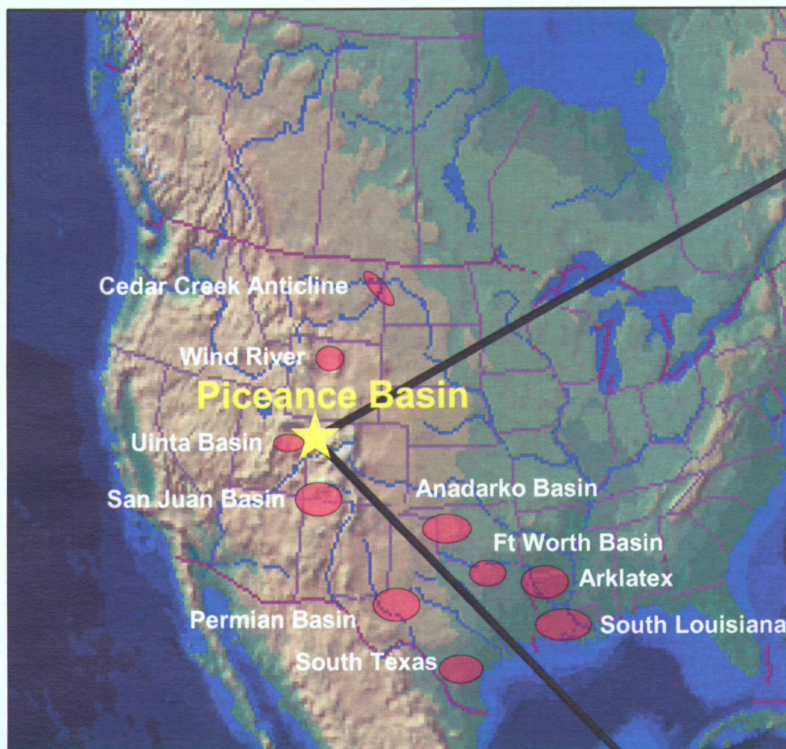 Cedar Creek Anticline
Wind River
Piceance Basin
Uinta Basin
San Juan Basin
Anadarko Basin
Ft Worth Basin
Arklatex
Permian Basin
South Louisiana
South Texas